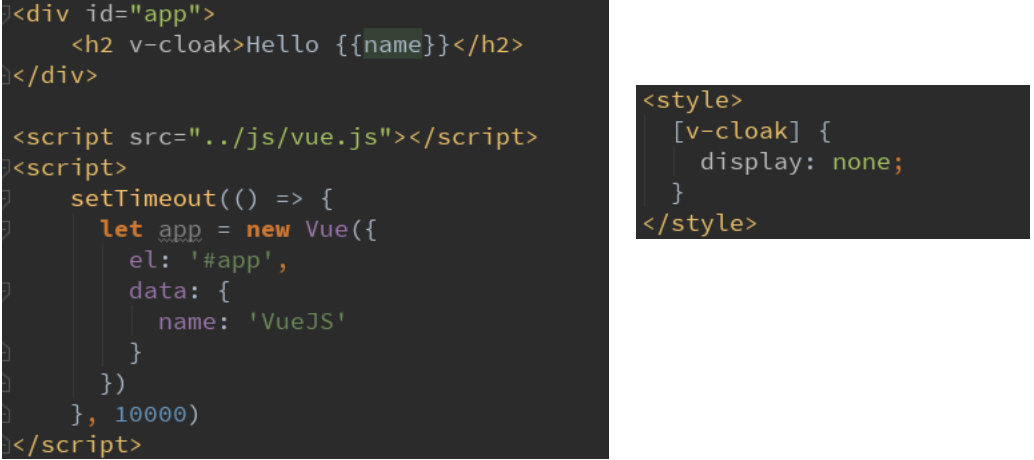 <div id="app">
    <h2 v-cloak>Hello {{name}}</h2>
</div>

<script src="../js/vue.js"></script>
<script>
    setTimeout(() => {
      let app = new Vue({
        el: '#app',
        data: {
          name: 'VueJS'
        }
      })
    }, 10000)
</script>
<style>
  [v-cloak] {
    display: none;
  }
</style>